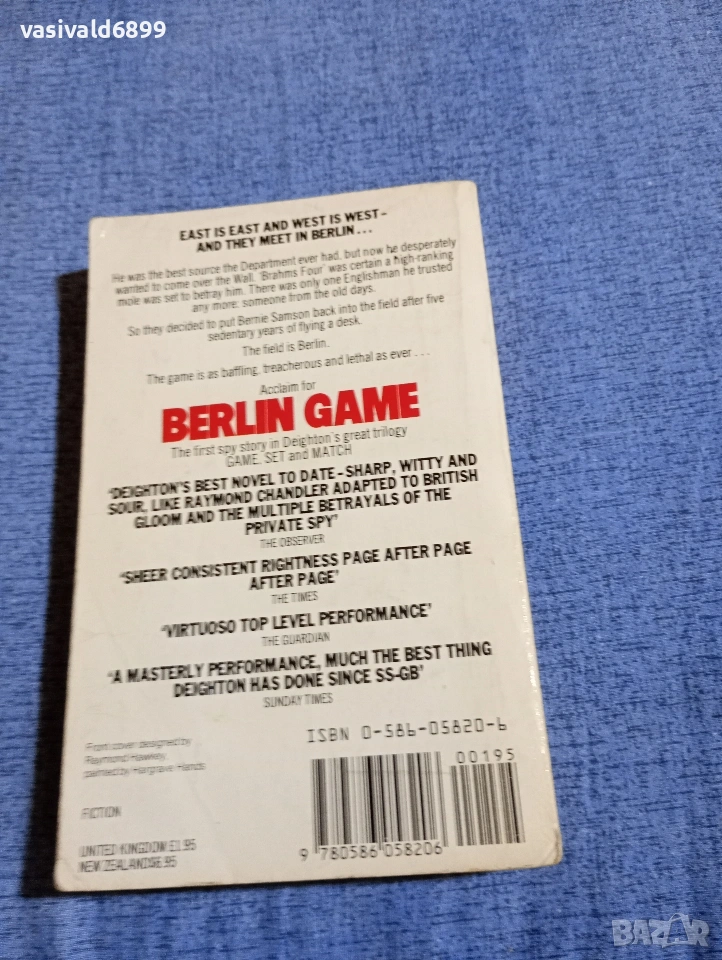 vasivald6899
EAST IS EAST AND WEST IS WEST–
AND THEY MEET IN BERLIN...
He was the best source the Department ever had, but now he desperately
wanted to come over the Wall. 'Brahms Four' was certain a high-ranking
mole was set to betray him. There was only one Englishman he trusted
any more: someone from the old days.
So they decided to put Bernie Samson back into the field after five
sedentary years of flying a desk.
The field is Berlin.
The game is as baffling, treacherous and lethal as ever...
Acclaim for
BERLIN GAME
The first spy story in Deighton's great trilogy
GAME, SET and MATCH
'DEIGHTON'S BEST NOVEL TO DATE–SHARP, WITTY AND
SOUR, LIKE RAYMOND CHANDLER ADAPTED TO BRITISH
GLOOM AND THE MULTIPLE BETRAYALS OF THE
PRIVATE SPY'
THE OBSERVER
'SHEER CONSISTENT RIGHTNESS PAGE AFTER PAGE
AFTER PAGE'
THE TIMES
'VIRTUOSO TOP LEVEL PERFORMANCE'
THE GUARDIAN
'A MASTERLY PERFORMANCE, MUCH THE BEST THING
DEIGHTON HAS DONE SINCE SS-GB'
SUNDAY TIMES
ISBN 0-586-05820-6
Front cover designed by
Raymond Hawkey,
painted by Hargrave Hands
00195
FICTION
UNITED KINGDOM £1.95
NEW ZEALAND $6.95
9 780586 058206
BAZAR